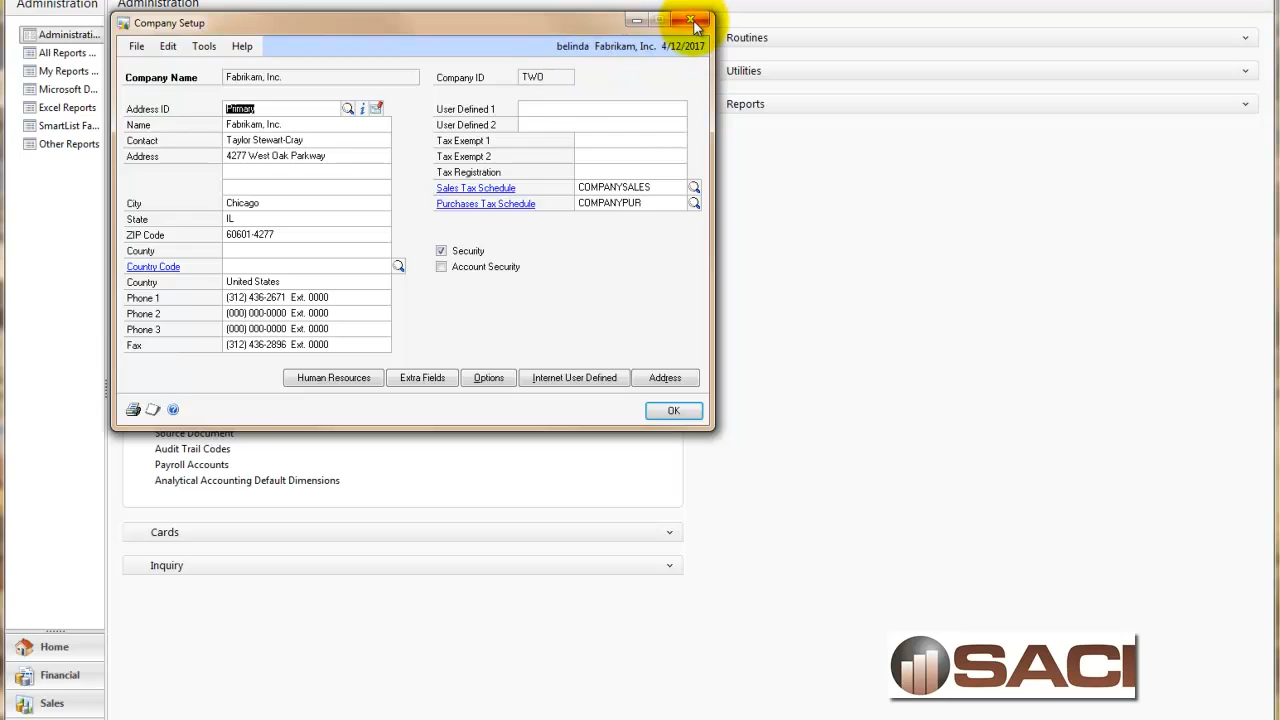 Administration
Administration
Administrati...
All Reports ...
My Reports ...
Microsoft D...
Excel Reports
SmartList Fa...
Other Reports
Company Setup
File Edit Tools Help
belinda Fabrikam, Inc. 4/12/2017
Company Name Fabrikam, Inc.
Company ID TWO
Address ID Primary
Name Fabrikam, Inc.
Contact Taylor Stewart-Cray
Address 4277 West Oak Parkway
City Chicago
State IL
ZIP Code 60601-4277
County
Country Code
Country United States
Phone 1 (312) 436-2671 Ext. 0000
Phone 2 (000) 000-0000 Ext. 0000
Phone 3 (000) 000-0000 Ext. 0000
Fax (312) 436-2896 Ext. 0000
User Defined 1
User Defined 2
Tax Exempt 1
Tax Exempt 2
Tax Registration
Sales Tax Schedule COMPANYSALES
Purchases Tax Schedule COMPANYPUR
Security
Account Security
Human Resources Extra Fields Options Internet User Defined Address
OK
Routines
Utilities
Reports
Source Document
Audit Trail Codes
Payroll Accounts
Analytical Accounting Default Dimensions
Cards
Inquiry
Home
Financial
Sales
SACI